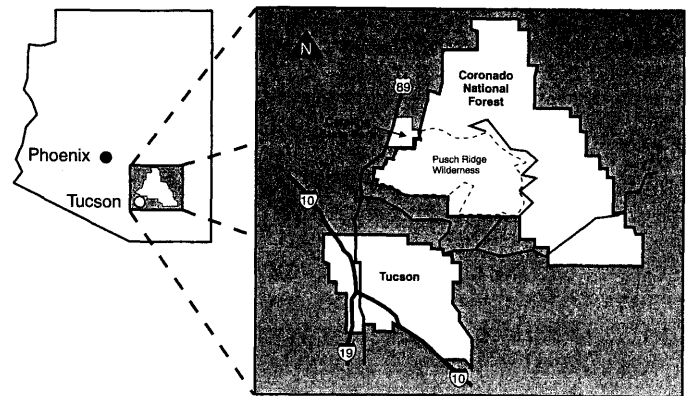 Phoenix
Tucson
N
89
Coronado
National
Forest
Pusch Ridge
Wilderness
10
Tucson
19
10